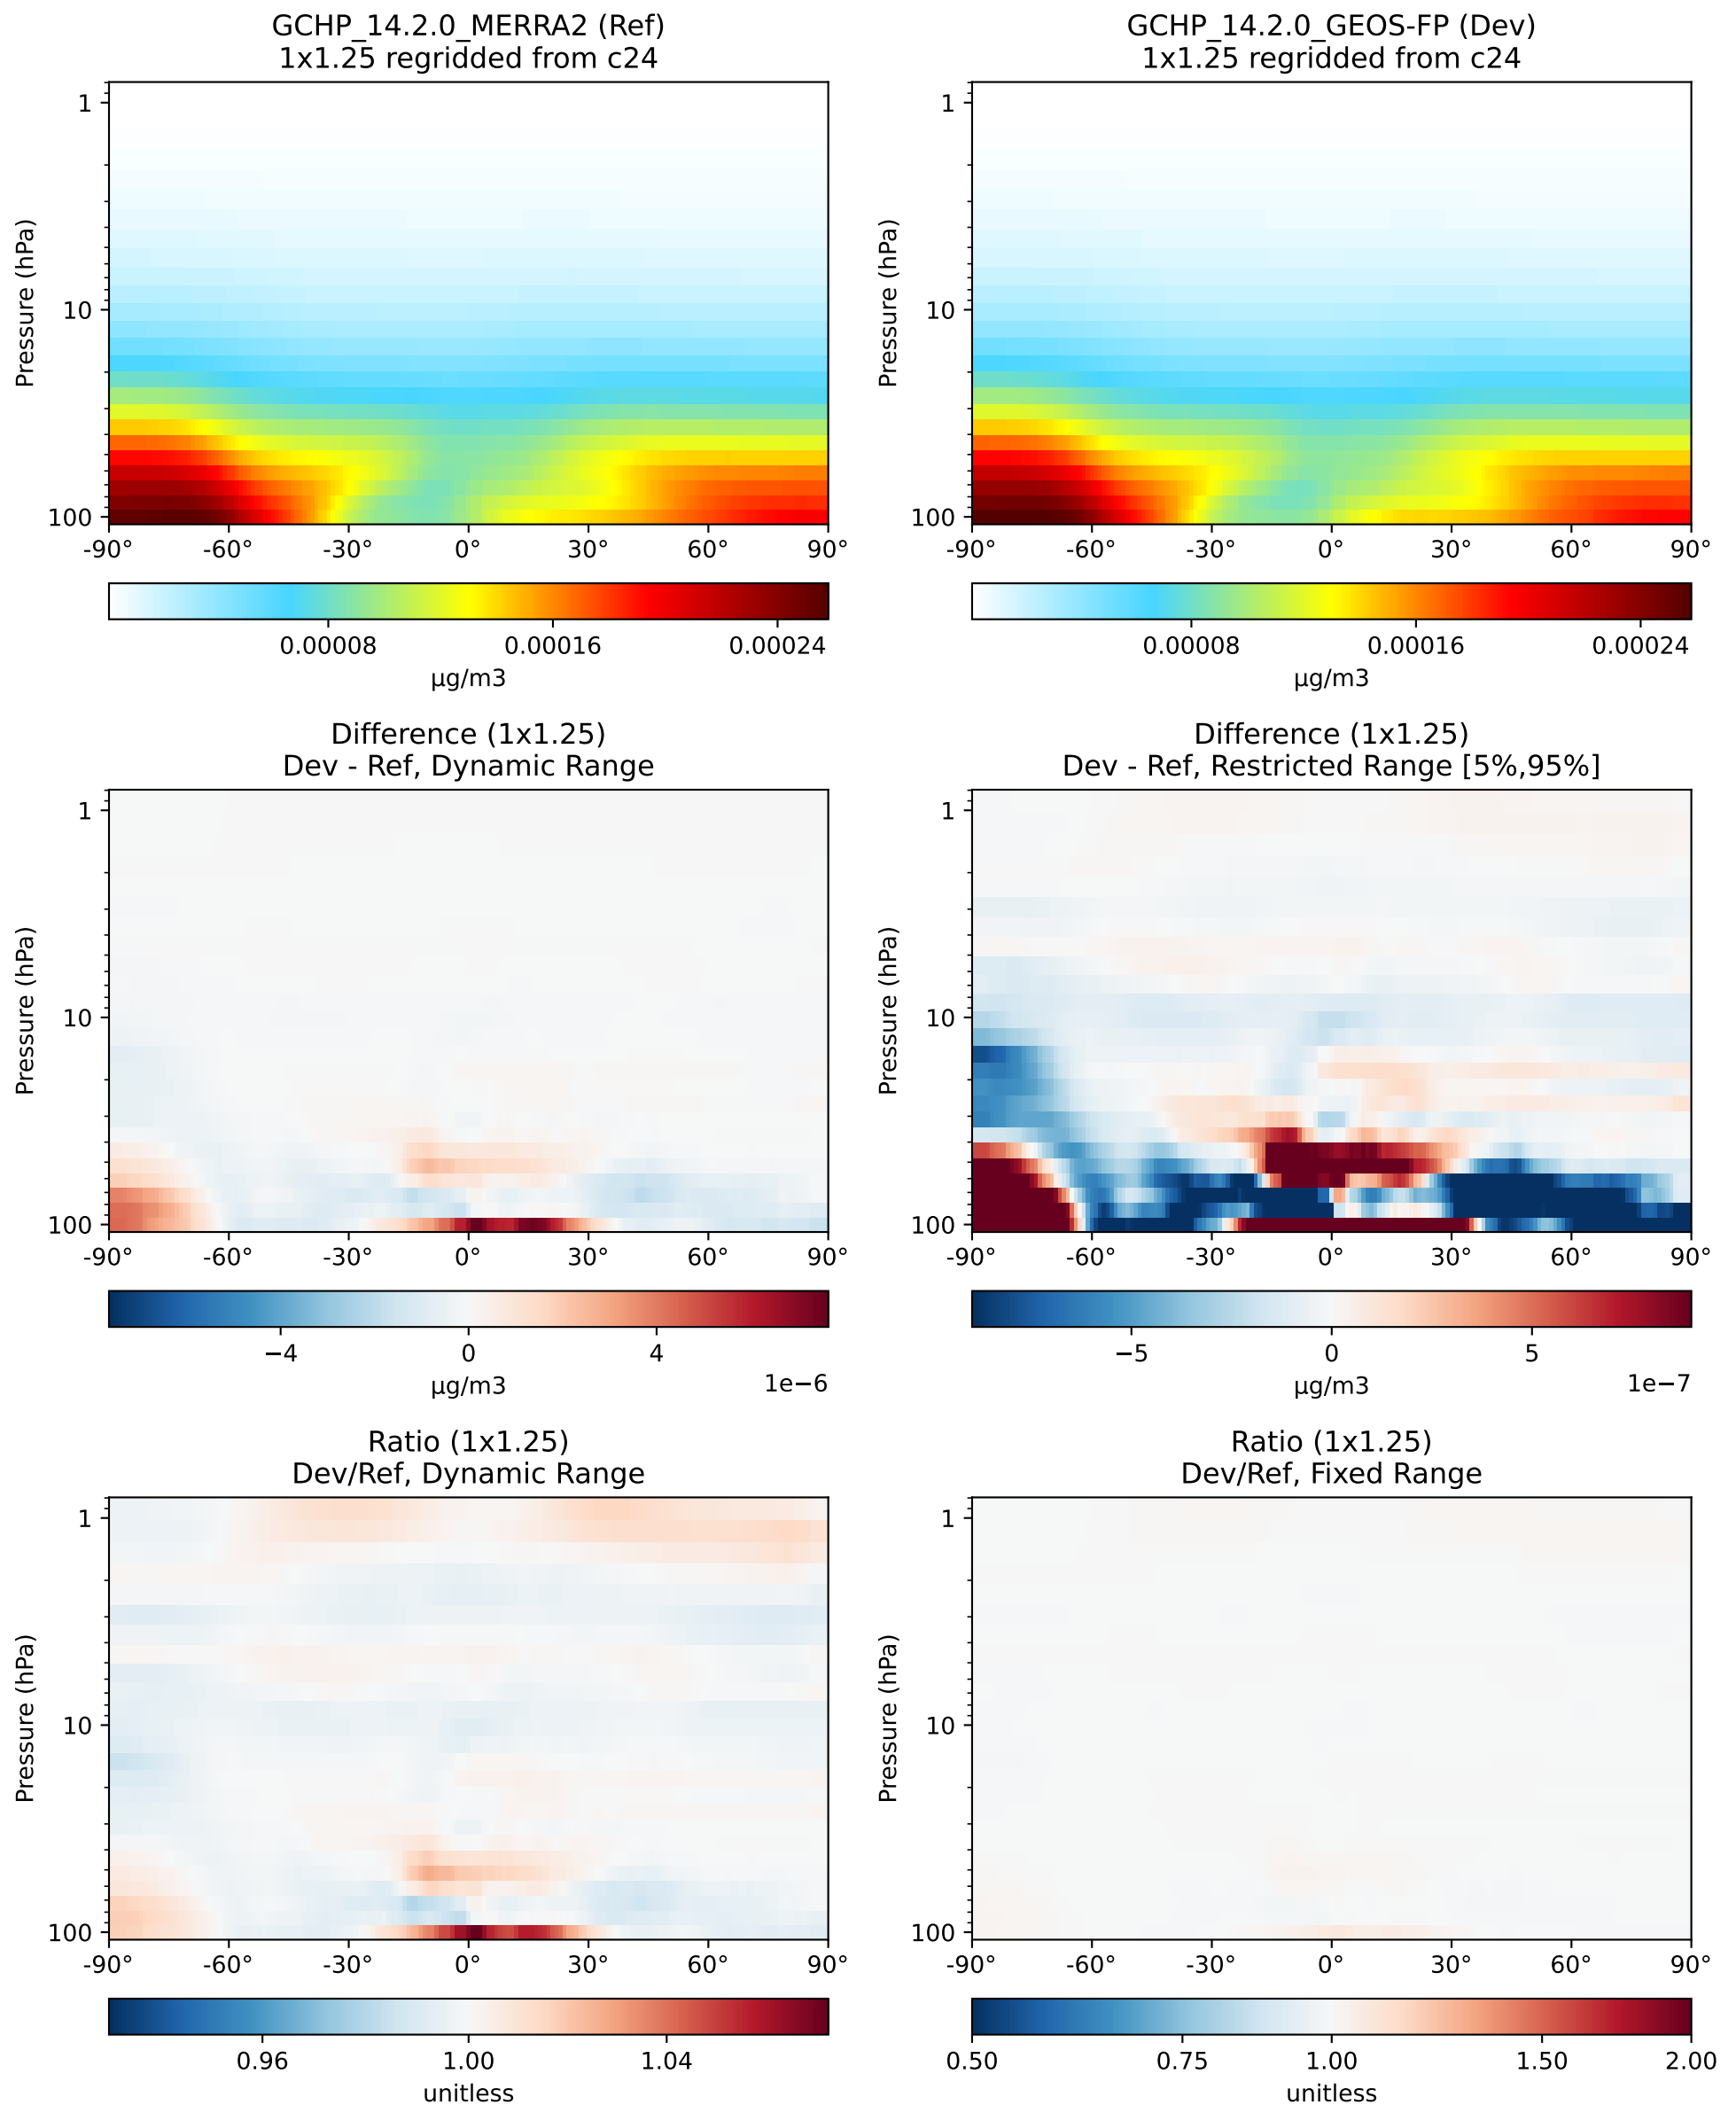 GCHP_14.2.0_MERRA2 (Ref)
1x1.25 regridded from c24
Pressure (hPa)
1
10
100
-90° -60° -30° 0° 30° 60° 90°
0.00008 0.00016 0.00024
μg/m3
GCHP_14.2.0_GEOS-FP (Dev)
1x1.25 regridded from c24
Pressure (hPa)
1
10
100
-90° -60° -30° 0° 30° 60° 90°
0.00008 0.00016 0.00024
μg/m3
Difference (1x1.25)
Dev - Ref, Dynamic Range
Pressure (hPa)
1
10
100
-90° -60° -30° 0° 30° 60° 90°
−4 0 4
μg/m3
1e−6
Difference (1x1.25)
Dev - Ref, Restricted Range [5%,95%]
Pressure (hPa)
1
10
100
-90° -60° -30° 0° 30° 60° 90°
−5 0 5
μg/m3
1e−7
Ratio (1x1.25)
Dev/Ref, Dynamic Range
Pressure (hPa)
1
10
100
-90° -60° -30° 0° 30° 60° 90°
0.96 1.00 1.04
unitless
Ratio (1x1.25)
Dev/Ref, Fixed Range
Pressure (hPa)
1
10
100
-90° -60° -30° 0° 30° 60° 90°
0.50 0.75 1.00 1.50 2.00
unitless